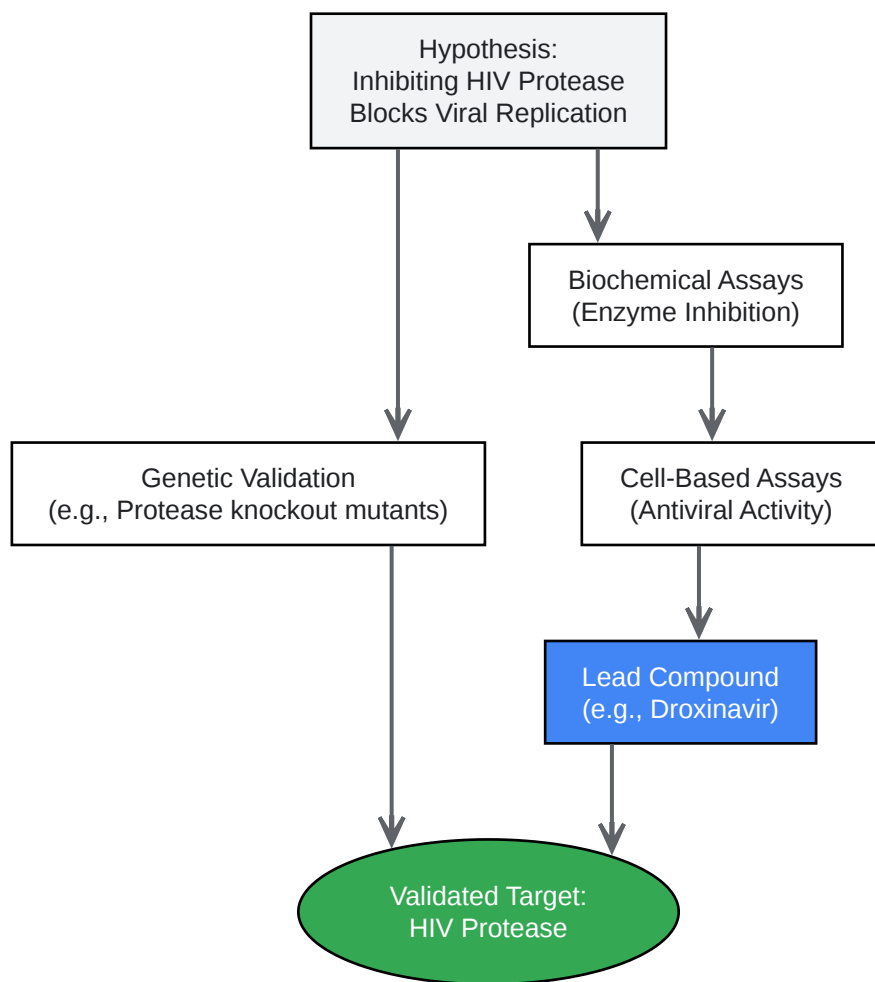 Hypothesis:
Inhibiting HIV Protease
Blocks Viral Replication
Biochemical Assays
(Enzyme Inhibition)
Genetic Validation
(e.g., Protease knockout mutants)
Cell-Based Assays
(Antiviral Activity)
Lead Compound
(e.g., Droxinavir)
Validated Target:
HIV Protease